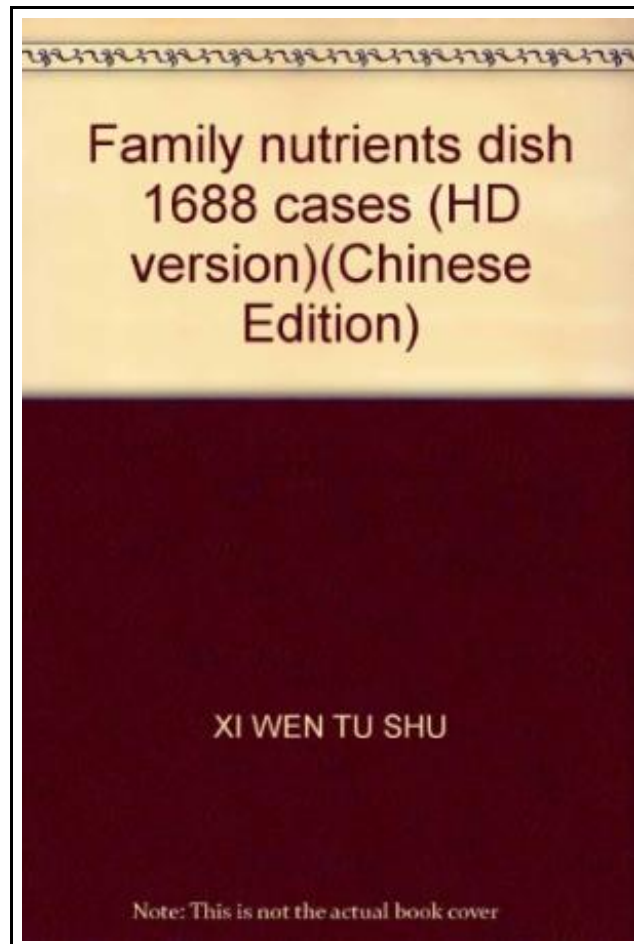 Family nutrients dish
1688 cases (HD
version)(Chinese
Edition)
XI WEN TU SHU
Note: This is not the actual book cover